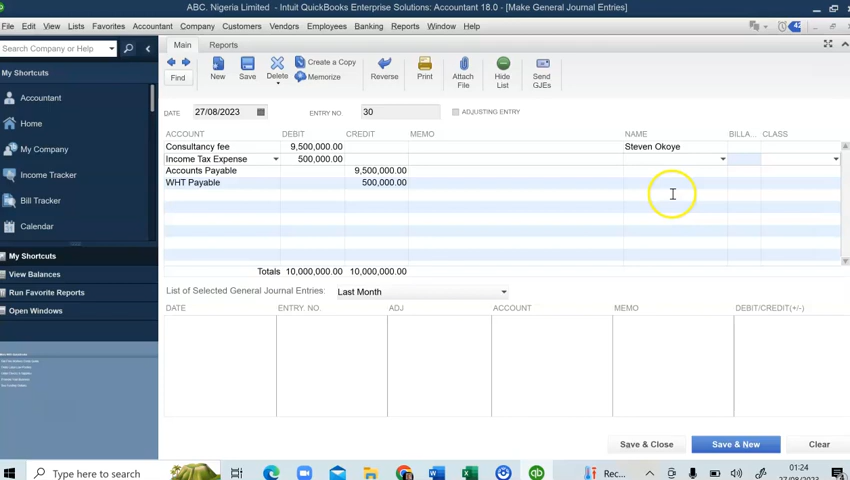 ABC. Nigeria Limited - Intuit QuickBooks Enterprise Solutions: Accountant 18.0 - [Make General Journal Entries]
File Edit View Lists Favorites Accountant Company Customers Vendors Employees Banking Reports Window Help 42
Search Company or Help
Main Reports
My Shortcuts
Accountant
Home
My Company
Income Tracker
Bill Tracker
Calendar
My Shortcuts
View Balances
Run Favorite Reports
Open Windows
Find
New
Save
Delete
Create a Copy
Memorize
Reverse
Print
Attach File
Hide List
Send GJEs
DATE 27/08/2023 ENTRY NO. 30 ADJUSTING ENTRY
ACCOUNT DEBIT CREDIT MEMO NAME BILLA... CLASS
Consultancy fee 9,500,000.00 Steven Okoye
Income Tax Expense 500,000.00
Accounts Payable 9,500,000.00
WHT Payable 500,000.00
Totals 10,000,000.00 10,000,000.00
List of Selected General Journal Entries: Last Month
DATE ENTRY. NO. ADJ ACCOUNT MEMO DEBIT/CREDIT(+/-)
Save & Close Save & New Clear
Type here to search
Rec...
01:24
27/08/2023